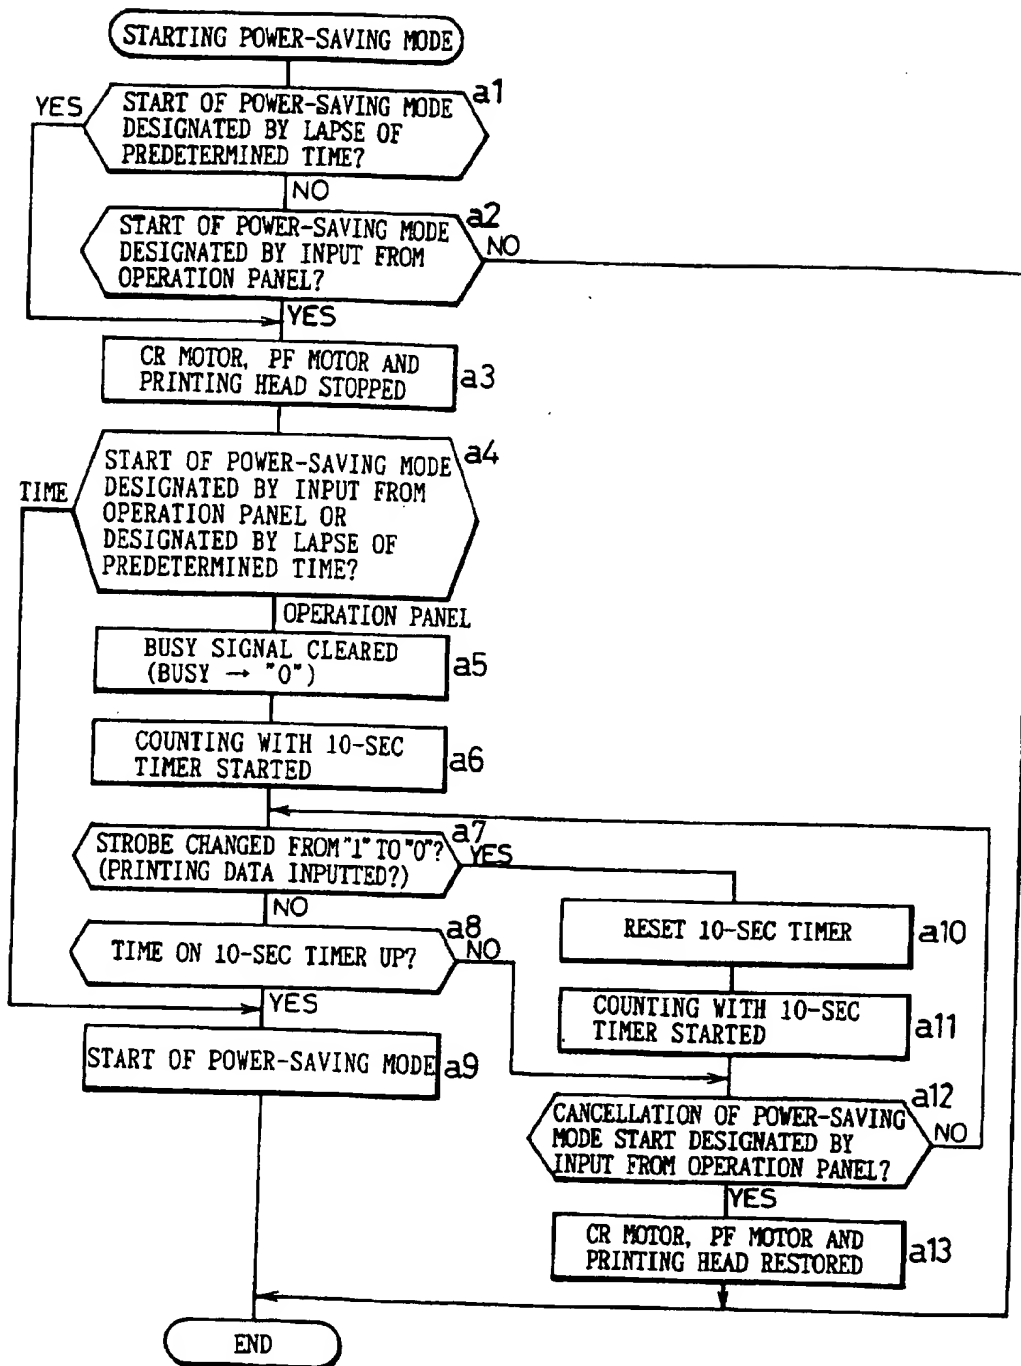 STARTING POWER-SAVING MODE
a1
YES
START OF POWER-SAVING MODE
DESIGNATED BY LAPSE OF
PREDETERMINED TIME?
NO
a2
START OF POWER-SAVING MODE
DESIGNATED BY INPUT FROM
OPERATION PANEL?
NO
YES
CR MOTOR, PF MOTOR AND
PRINTING HEAD STOPPED
a3
a4
TIME
START OF POWER-SAVING MODE
DESIGNATED BY INPUT FROM
OPERATION PANEL OR
DESIGNATED BY LAPSE OF
PREDETERMINED TIME?
OPERATION PANEL
BUSY SIGNAL CLEARED
(BUSY → "0")
a5
COUNTING WITH 10-SEC
TIMER STARTED
a6
a7
STROBE CHANGED FROM "1" TO "0"?
(PRINTING DATA INPUTTED?)
YES
NO
a8
TIME ON 10-SEC TIMER UP?
NO
YES
START OF POWER-SAVING MODE
a9
RESET 10-SEC TIMER
a10
COUNTING WITH 10-SEC
TIMER STARTED
a11
a12
CANCELLATION OF POWER-SAVING
MODE START DESIGNATED BY
INPUT FROM OPERATION PANEL?
NO
YES
CR MOTOR, PF MOTOR AND
PRINTING HEAD RESTORED
a13
END